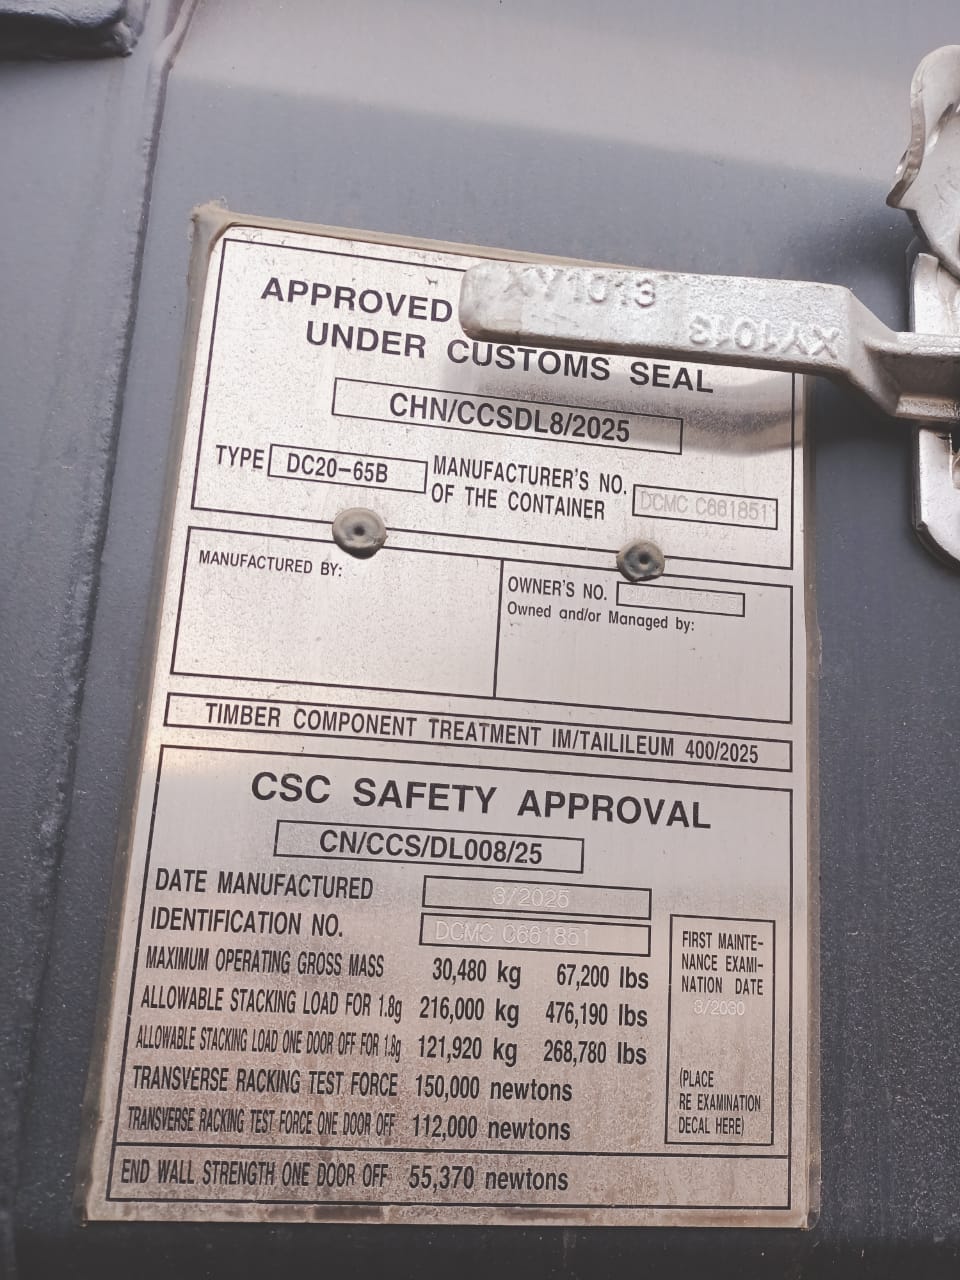 APPROVED
UNDER CUSTOMS SEAL
XY1013
XY1013
CHN/CCSDL8/2025
TYPE DC20-65B
MANUFACTURER'S NO.
OF THE CONTAINER
DCMC C661851
MANUFACTURED BY:
OWNER'S NO.
Owned and/or Managed by:
TIMBER COMPONENT TREATMENT IM/TAILILEUM 400/2025
CSC SAFETY APPROVAL
CN/CCS/DL008/25
DATE MANUFACTURED 3/2025
IDENTIFICATION NO. DCMC C661851
MAXIMUM OPERATING GROSS MASS 30,480 kg 67,200 lbs
ALLOWABLE STACKING LOAD FOR 1.8g 216,000 kg 476,190 lbs
ALLOWABLE STACKING LOAD ONE DOOR OFF FOR 1.8g 121,920 kg 268,780 lbs
TRANSVERSE RACKING TEST FORCE 150,000 newtons
TRANSVERSE RACKING TEST FORCE ONE DOOR OFF 112,000 newtons
END WALL STRENGTH ONE DOOR OFF 55,370 newtons
FIRST MAINTE-
NANCE EXAMI-
NATION DATE
3/2030
(PLACE
RE EXAMINATION
DECAL HERE)